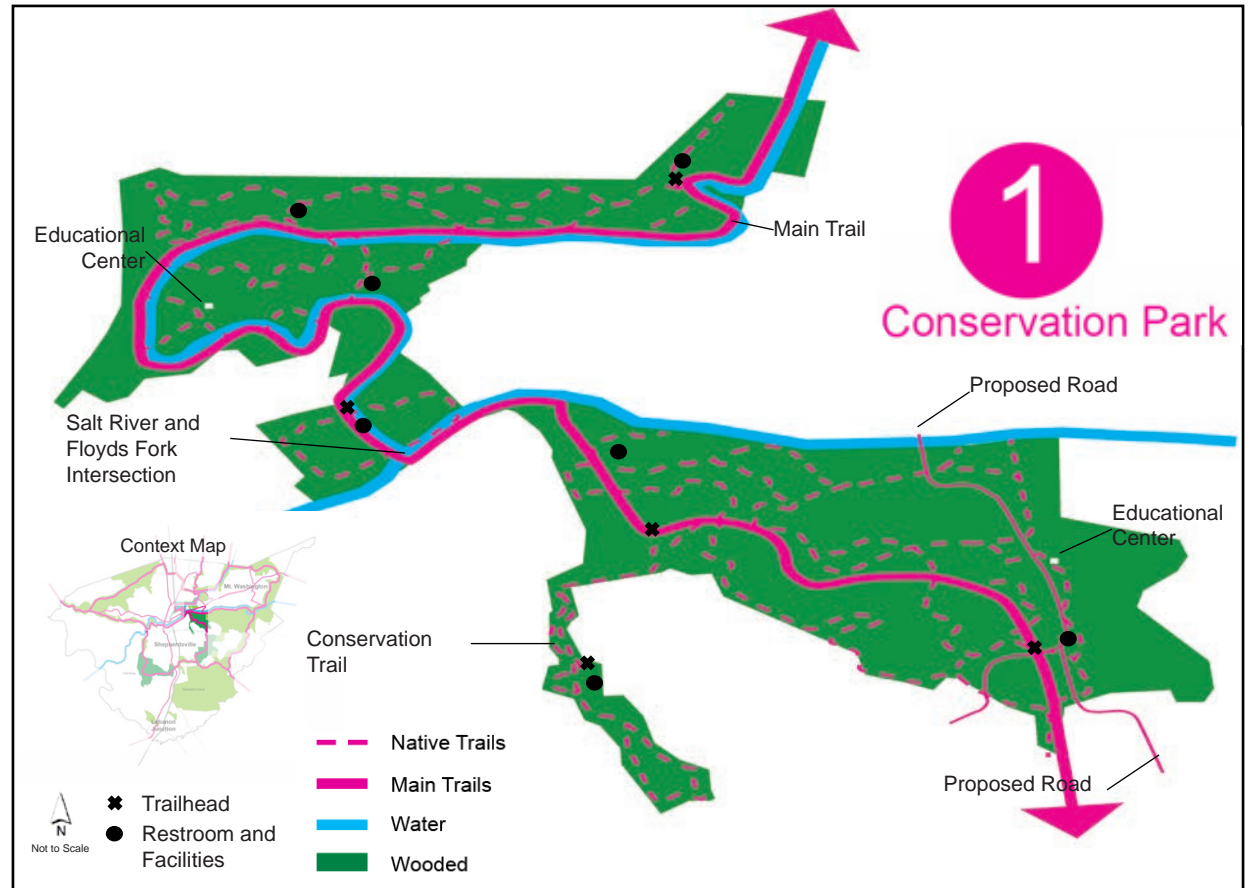 1
Conservation Park
Main Trail
Educational
Center
Proposed Road
Salt River and
Floyds Fork
Intersection
Educational
Center
Context Map
Mt. Washington
Shepherdsville
Lebanon
Junction
Conservation
Trail
Proposed Road
Native Trails
Main Trails
Water
Wooded
Trailhead
Restroom and
Facilities
N
Not to Scale